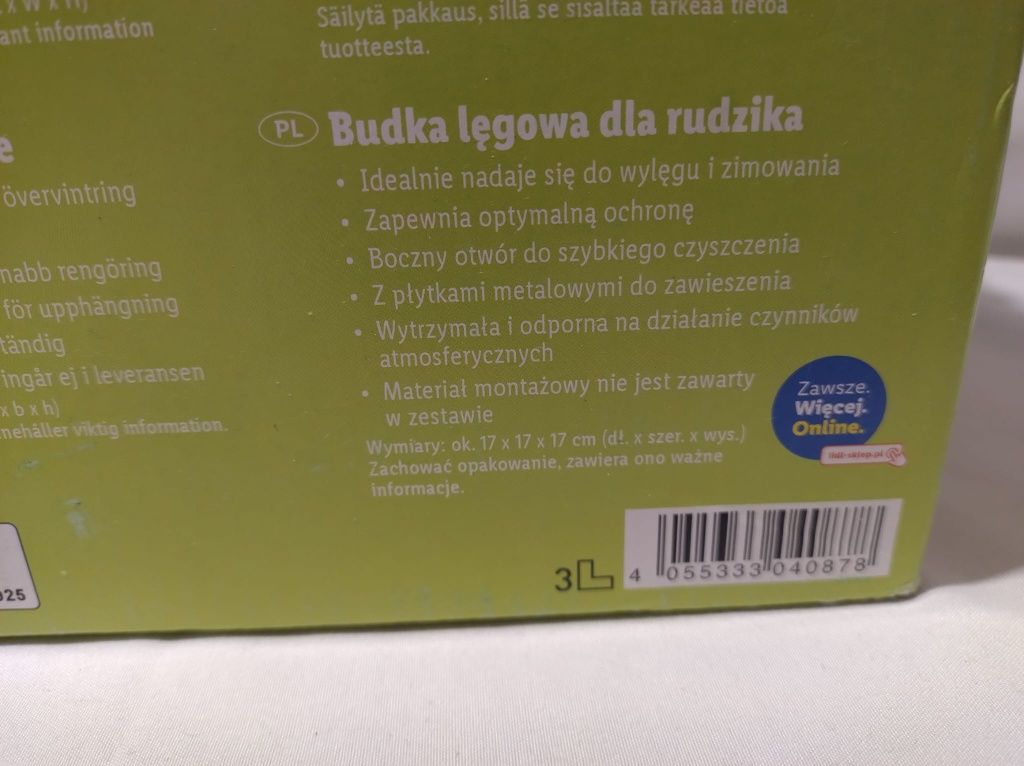 x W x H)
ant information
Säilytä pakkaus, sillä se sisältää tärkeää tietoa
tuotteesta.
e
övervintring
nabb rengöring
för upphängning
tändig
ingår ej i leveransen
x b x h)
nehåller viktig information.
025
PL Budka lęgowa dla rudzika
• Idealnie nadaje się do wylęgu i zimowania
• Zapewnia optymalną ochronę
• Boczny otwór do szybkiego czyszczenia
• Z płytkami metalowymi do zawieszenia
• Wytrzymała i odporna na działanie czynników
atmosferycznych
• Materiał montażowy nie jest zawarty
w zestawie
Wymiary: ok. 17 x 17 x 17 cm (dł. x szer. x wys.)
Zachować opakowanie, zawiera ono ważne
informacje.
Zawsze.
Więcej.
Online.
lidl-sklep.pl
3L
4 055333 040878